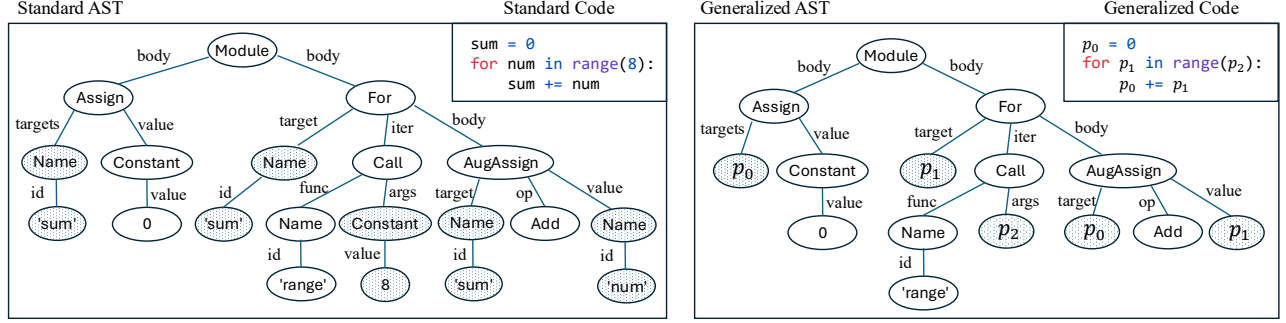 Standard AST
Standard Code
Generalized AST
Generalized Code
sum = 0
for num in range(8):
sum += num
Module
body
body
Assign
For
targets
value
target
iter
body
Name
Constant
Name
Call
AugAssign
id
value
id
func
args
target
op
value
'sum'
0
'sum'
Name
Constant
Name
Add
Name
id
value
id
id
'range'
8
'sum'
'num'
p₀ = 0
for p₁ in range(p₂):
p₀ += p₁
Module
body
body
Assign
For
targets
value
target
iter
body
p₀
Constant
p₁
Call
AugAssign
value
func
args
target
op
value
0
Name
p₂
p₀
Add
p₁
id
'range'